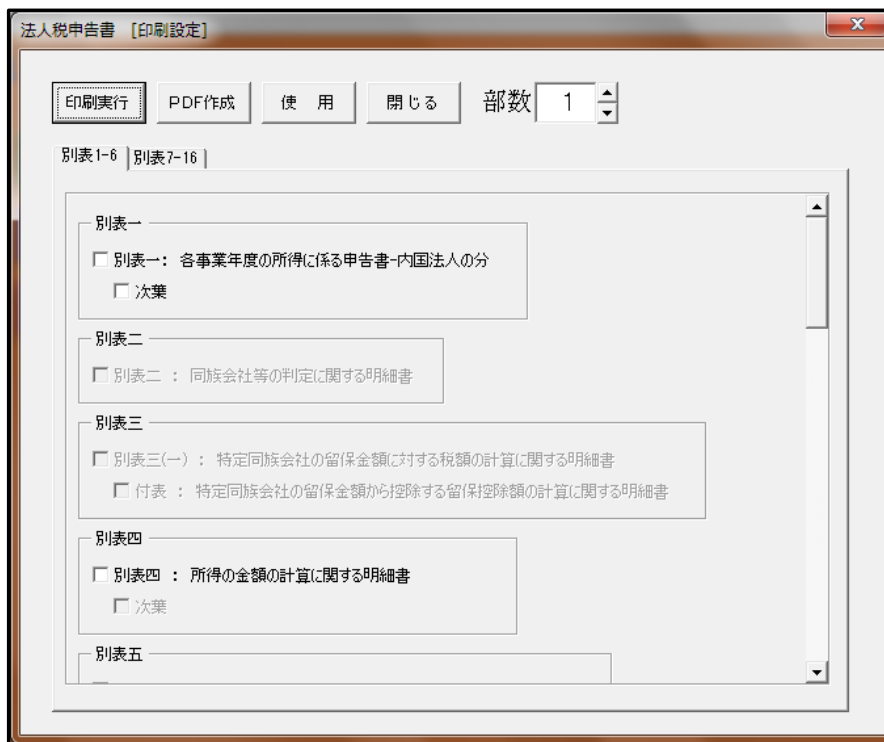 法人税申告書 [印刷設定]
印刷実行 PDF作成 使 用 閉じる 部数 1
別表1-6 別表7-16
別表一
別表一: 各事業年度の所得に係る申告書-内国法人の分
次葉
別表二
別表二 : 同族会社等の判定に関する明細書
別表三
別表三(一) : 特定同族会社の留保金額に対する税額の計算に関する明細書
付表 : 特定同族会社の留保金額から控除する留保控除額の計算に関する明細書
別表四
別表四 : 所得の金額の計算に関する明細書
次葉
別表五